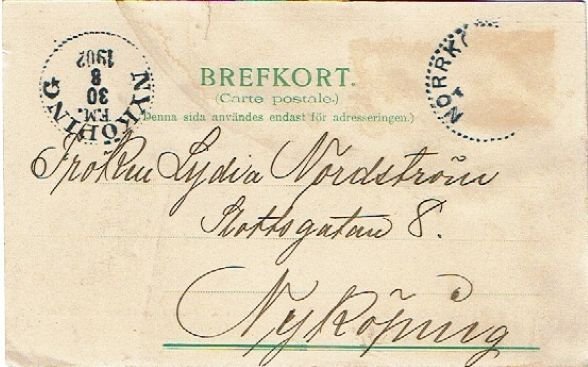 BREFKORT.
(Carte postale.)
(Denna sida användes endast för adresseringen.)
NYKÖPING
1902
8
30
F.M.
NORRK
Fröken Lydia Nordström
Slottsgatan 8.
Nyköping